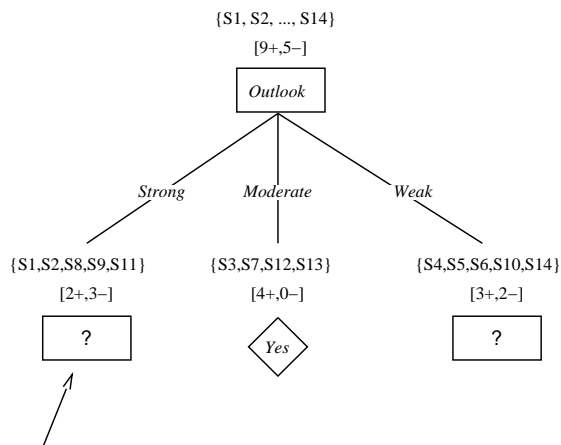 {S1, S2, ..., S14}
[9+,5−]
Outlook
Strong
Moderate
Weak
{S1,S2,S8,S9,S11}
{S3,S7,S12,S13}
{S4,S5,S6,S10,S14}
[2+,3−]
[4+,0−]
[3+,2−]
?
Yes
?